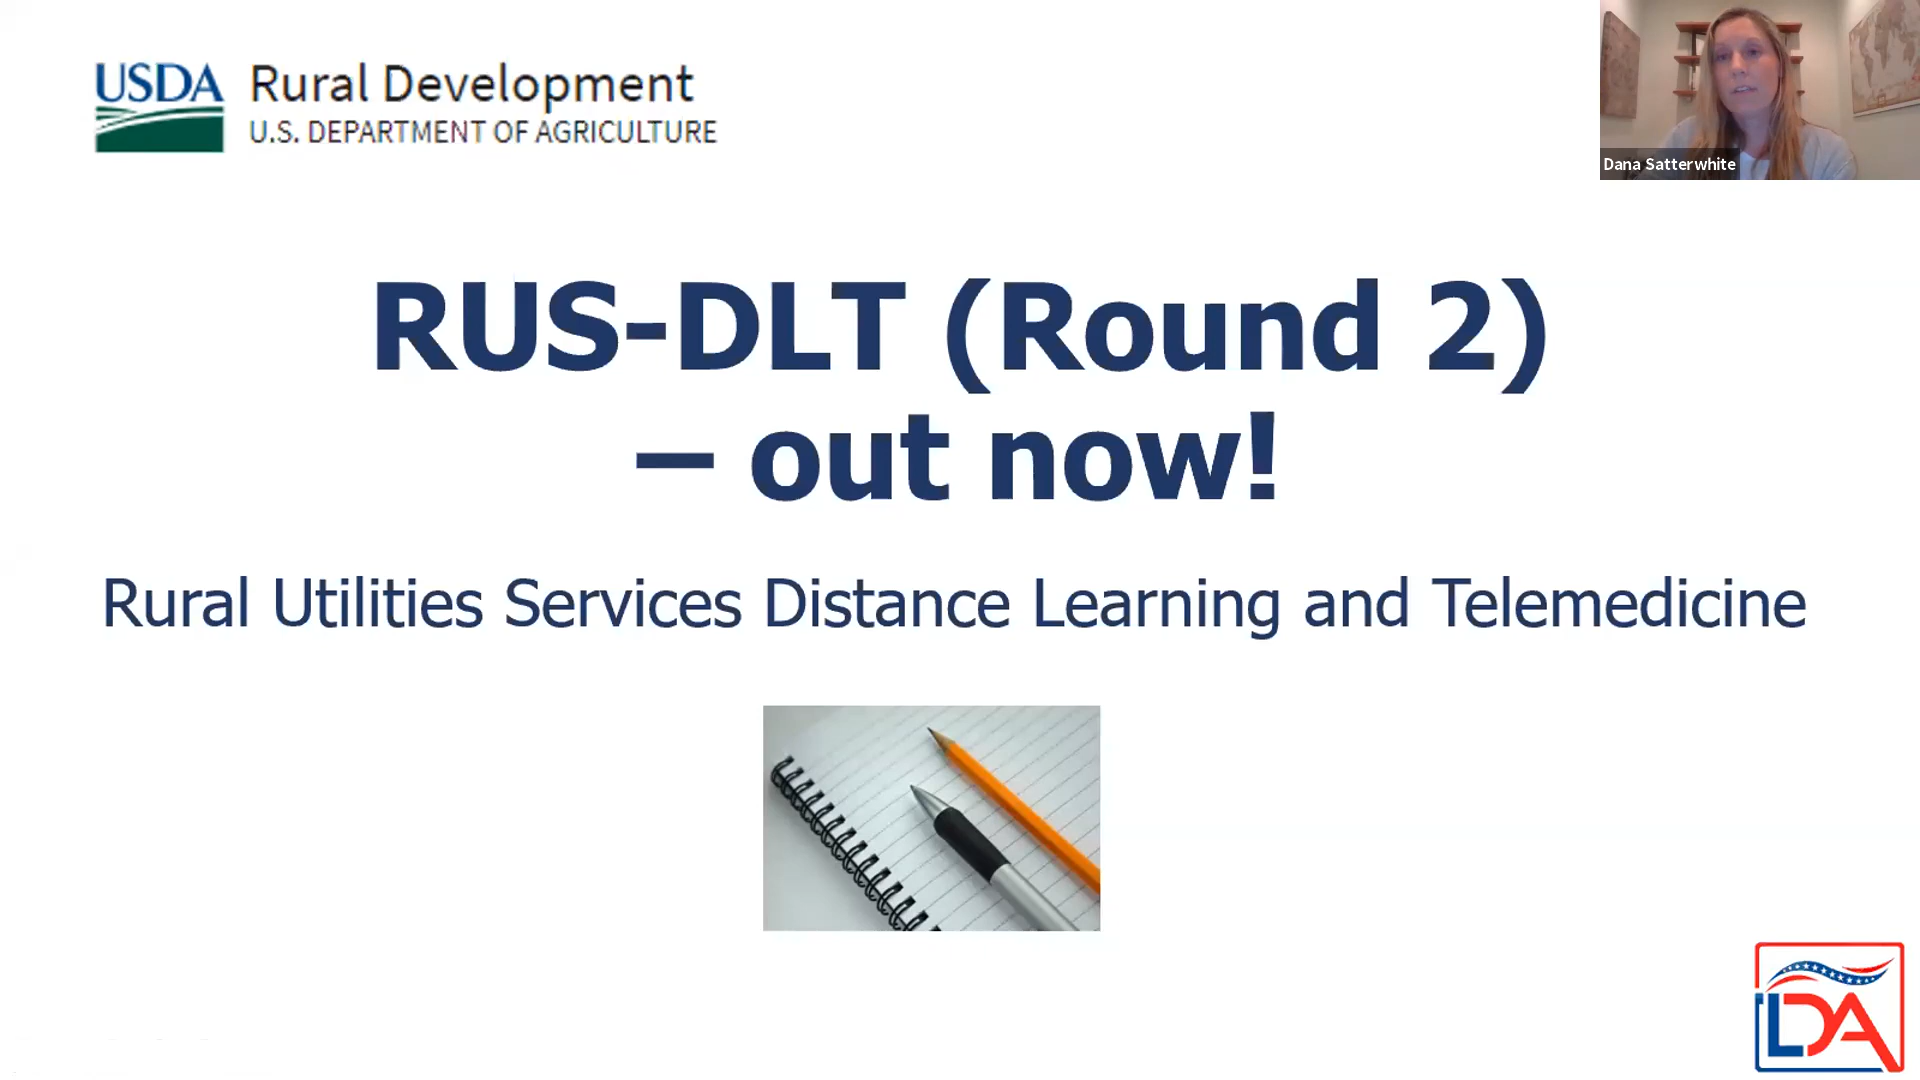 USDA
Rural Development
U.S. DEPARTMENT OF AGRICULTURE
Dana Satterwhite
RUS-DLT (Round 2)
– out now!
Rural Utilities Services Distance Learning and Telemedicine
LDA